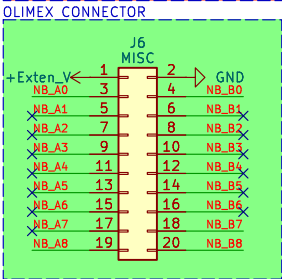 OLIMEX CONNECTOR
J6
MISC
+Exten_V 1 2 GND
NB_A0 3 4 NB_B0
NB_A1 5 6 NB_B1
NB_A2 7 8 NB_B2
NB_A3 9 10 NB_B3
NB_A4 11 12 NB_B4
NB_A5 13 14 NB_B5
NB_A6 15 16 NB_B6
NB_A7 17 18 NB_B7
NB_A8 19 20 NB_B8